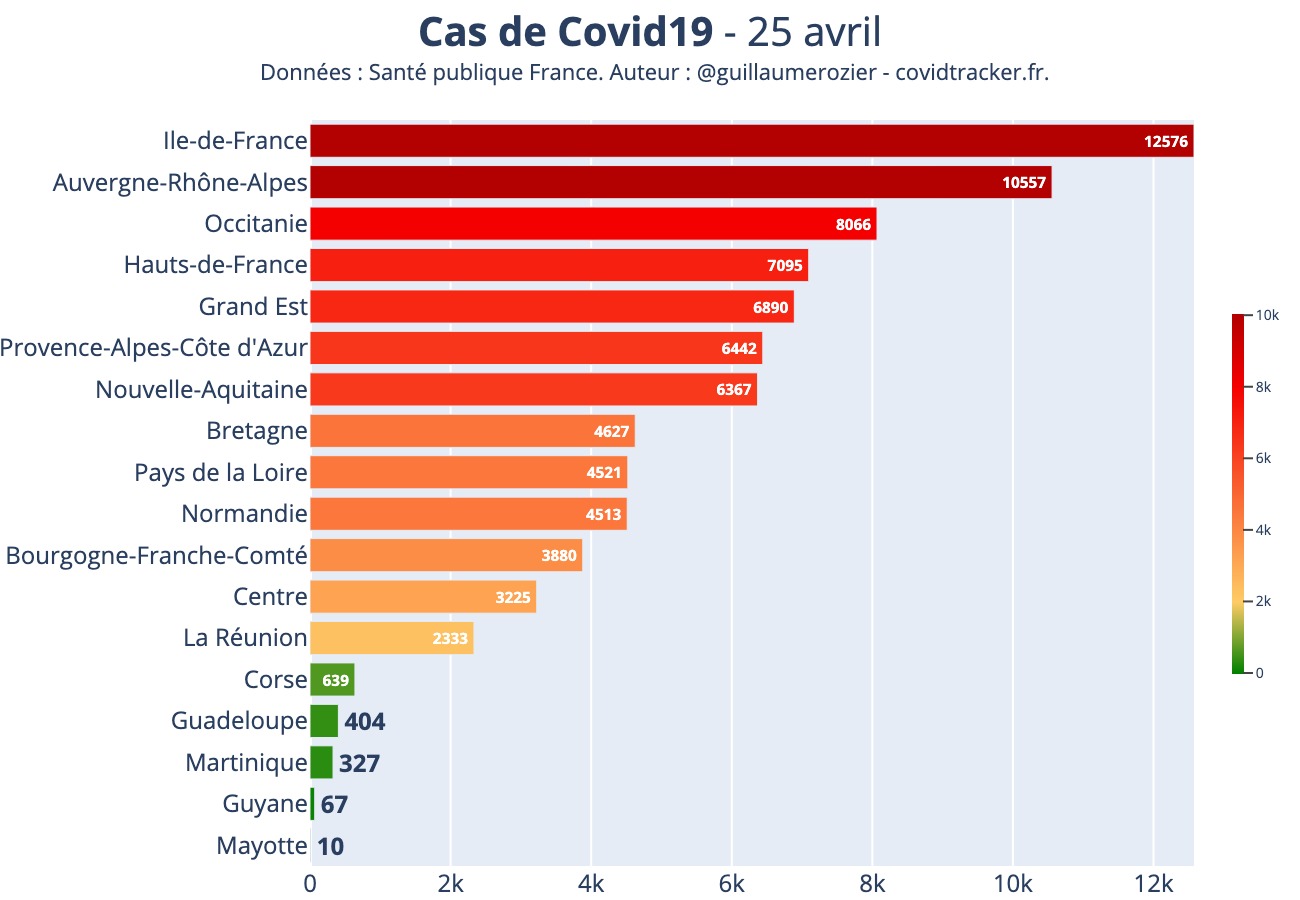 Cas de Covid19 - 25 avril
Données : Santé publique France. Auteur : @guillaumerozier - covidtracker.fr.
Ile-de-France 12576
Auvergne-Rhône-Alpes 10557
Occitanie 8066
Hauts-de-France 7095
Grand Est 6890
Provence-Alpes-Côte d'Azur 6442
Nouvelle-Aquitaine 6367
Bretagne 4627
Pays de la Loire 4521
Normandie 4513
Bourgogne-Franche-Comté 3880
Centre 3225
La Réunion 2333
Corse 639
Guadeloupe 404
Martinique 327
Guyane 67
Mayotte 10
0 2k 4k 6k 8k 10k 12k
10k
8k
6k
4k
2k
0